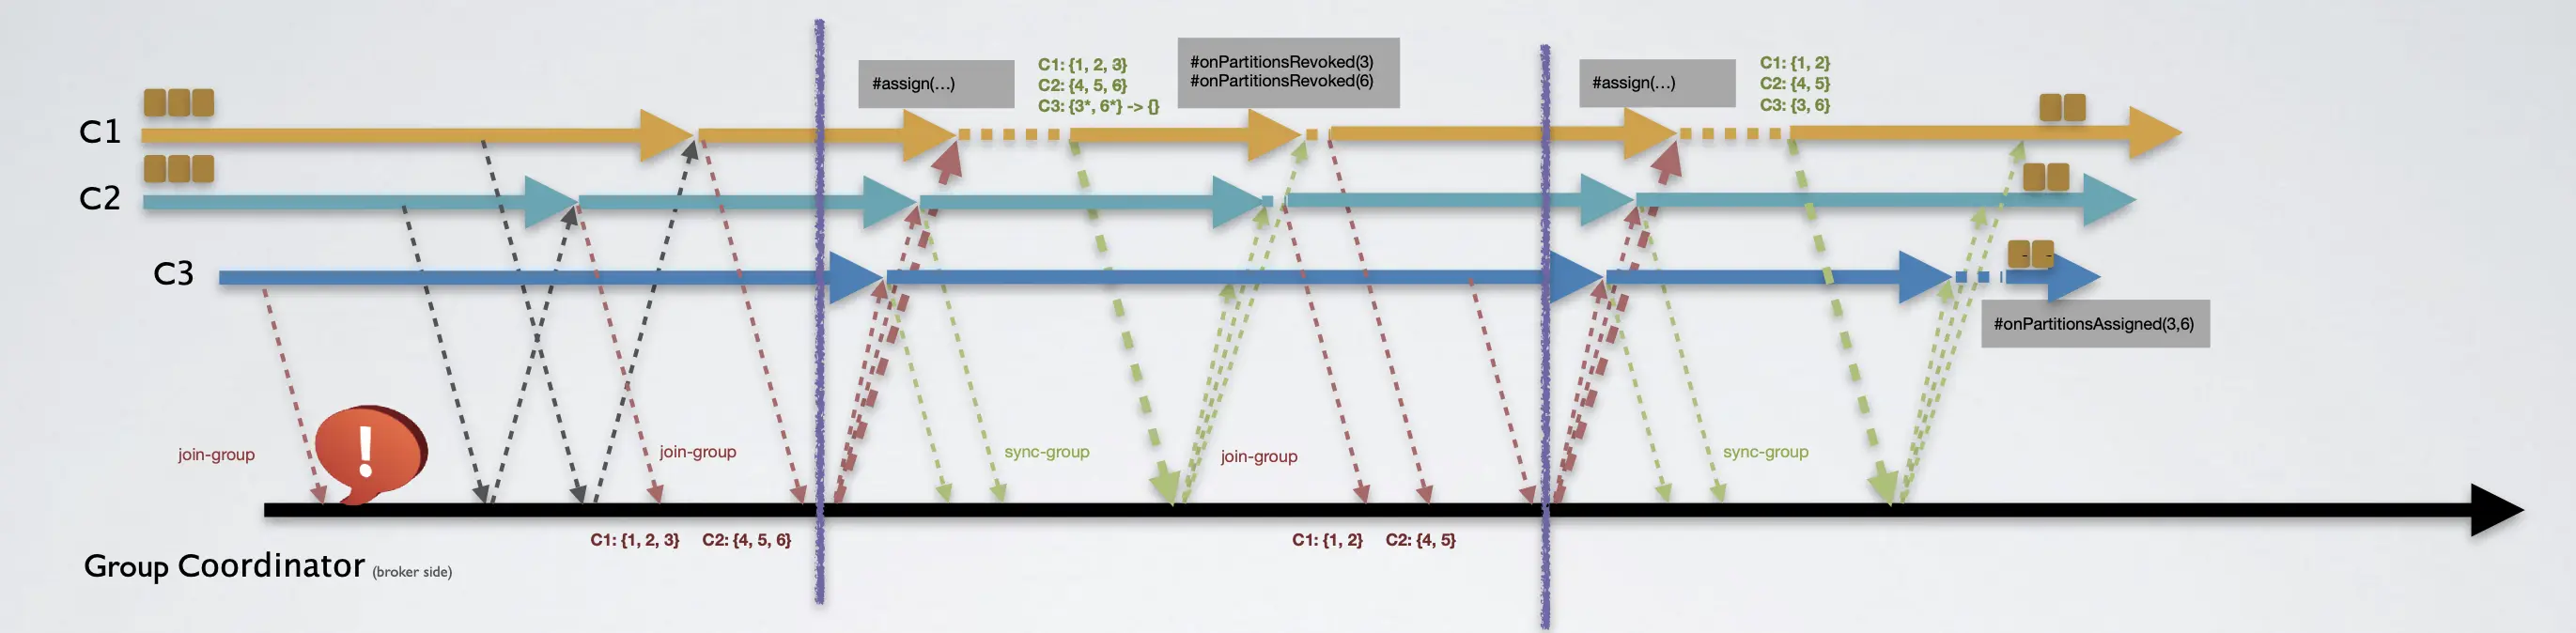 #onPartitionsRevoked(3)
#onPartitionsRevoked(6)
#assign(...)
C1: {1, 2, 3}
C2: {4, 5, 6}
C3: {3*, 6*} -> {}
#assign(...)
C1: {1, 2}
C2: {4, 5}
C3: {3, 6}
C1
C2
C3
#onPartitionsAssigned(3,6)
join-group
!
join-group
sync-group
join-group
sync-group
C1: {1, 2, 3} C2: {4, 5, 6}
C1: {1, 2} C2: {4, 5}
Group Coordinator (broker side)